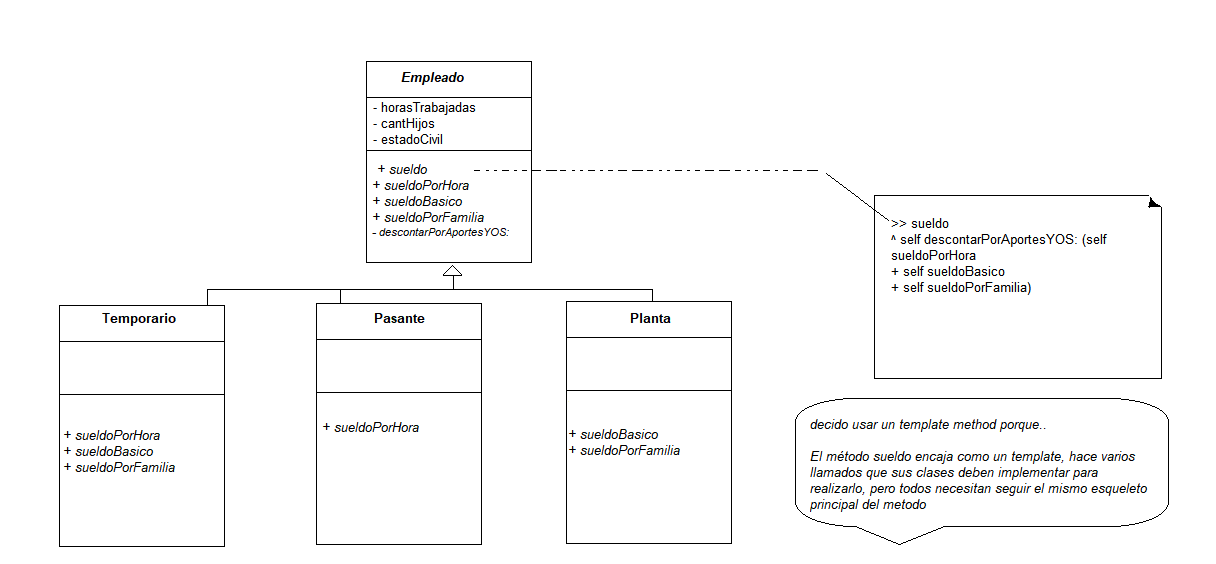 Empleado
- horasTrabajadas
- cantHijos
- estadoCivil
+ sueldo
+ sueldoPorHora
+ sueldoBasico
+ sueldoPorFamilia
- descontarPorAportesYOS:
>> sueldo
^ self descontarPorAportesYOS: (self
sueldoPorHora
+ self sueldoBasico
+ self sueldoPorFamilia)
Temporario
+ sueldoPorHora
+ sueldoBasico
+ sueldoPorFamilia
Pasante
+ sueldoPorHora
Planta
+ sueldoBasico
+ sueldoPorFamilia
decido usar un template method porque..
El método sueldo encaja como un template, hace varios
llamados que sus clases deben implementar para
realizarlo, pero todos necesitan seguir el mismo esqueleto
principal del metodo